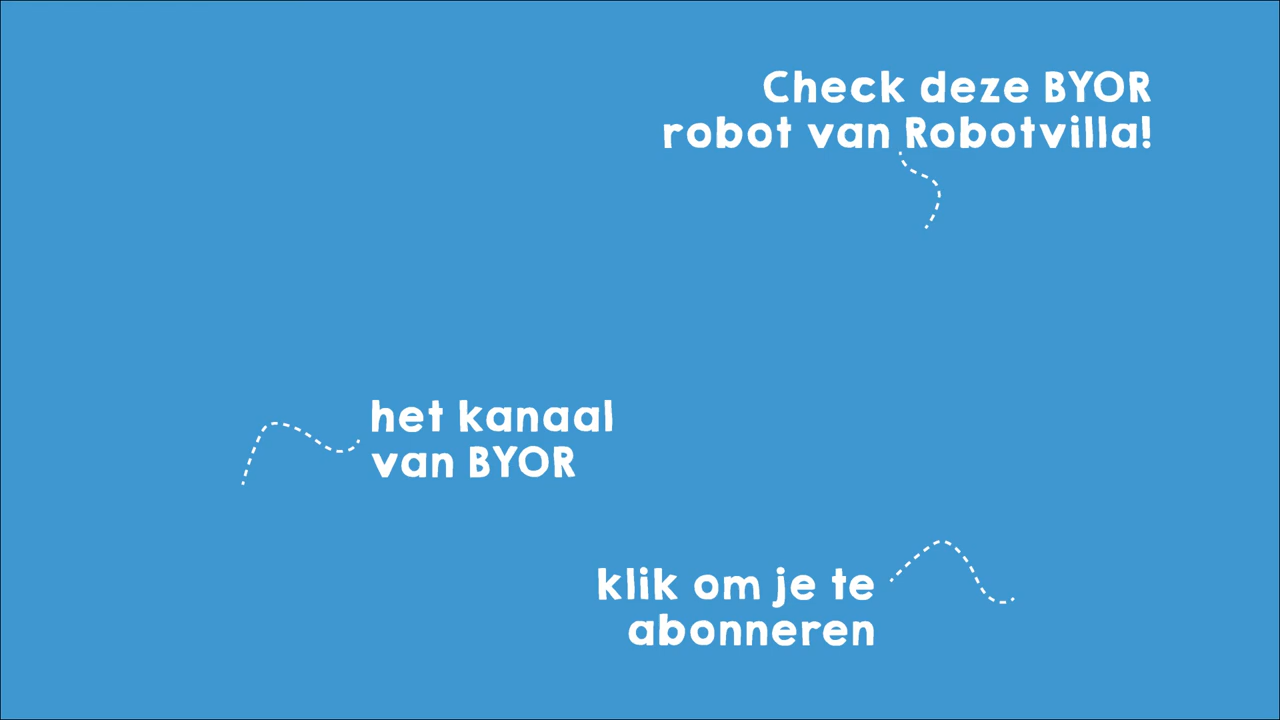 Check deze BYOR
robot van Robotvilla!
het kanaal
van BYOR
klik om je te
abonneren